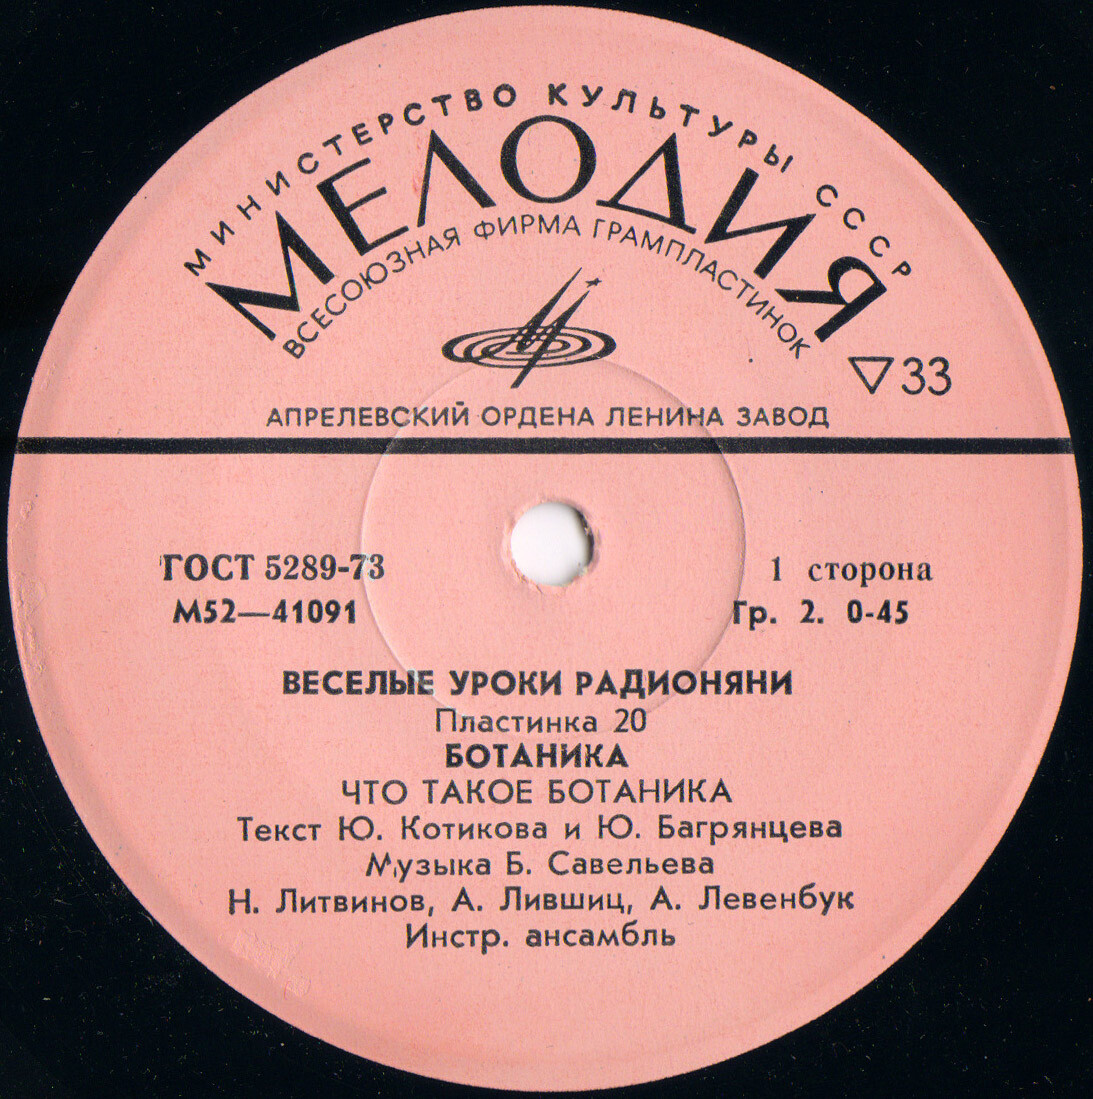 МИНИСТЕРСТВО КУЛЬТУРЫ СССР
МЕЛОДИЯ
ВСЕСОЮЗНАЯ ФИРМА ГРАМПЛАСТИНОК
33
АПРЕЛЕВСКИЙ ОРДЕНА ЛЕНИНА ЗАВОД
ГОСТ 5289-73
1 сторона
М52—41091
Гр. 2. 0-45
ВЕСЕЛЫЕ УРОКИ РАДИОНЯНИ
Пластинка 20
БОТАНИКА
ЧТО ТАКОЕ БОТАНИКА
Текст Ю. Котикова и Ю. Багрянцева
Музыка Б. Савельева
Н. Литвинов, А. Лившиц, А. Левенбук
Инстр. ансамбль